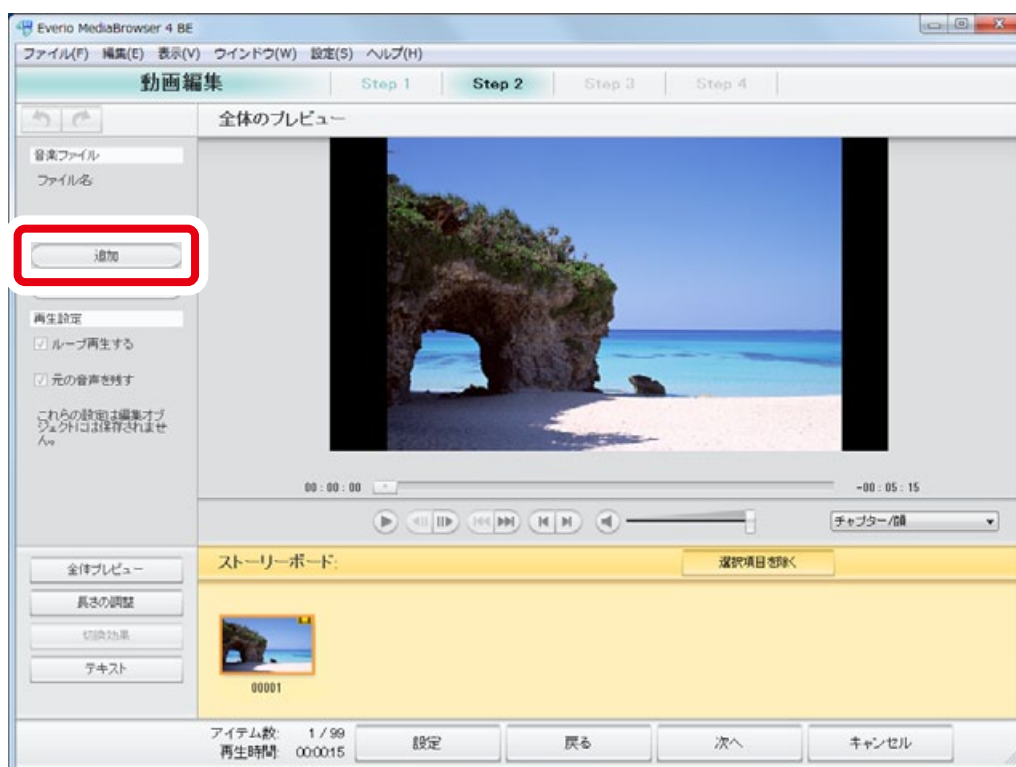 Everio MediaBrowser 4 BE
ファイル(F) 編集(E) 表示(V) ウインドウ(W) 設定(S) ヘルプ(H)
動画編集 Step 1 Step 2 Step 3 Step 4
全体のプレビュー
音楽ファイル
ファイル名:
追加
再生設定
ループ再生する
元の音声を残す
これらの設定は編集オブ
ジェクトには保存されませ
ん。
00 : 00 : 00
-00 : 05 : 15
チャプター/顔
全体プレビュー
長さの調整
切換効果
テキスト
ストーリーボード:
選択項目を除く
00001
アイテム数: 1 / 99
再生時間: 00:00:15
設定
戻る
次へ
キャンセル